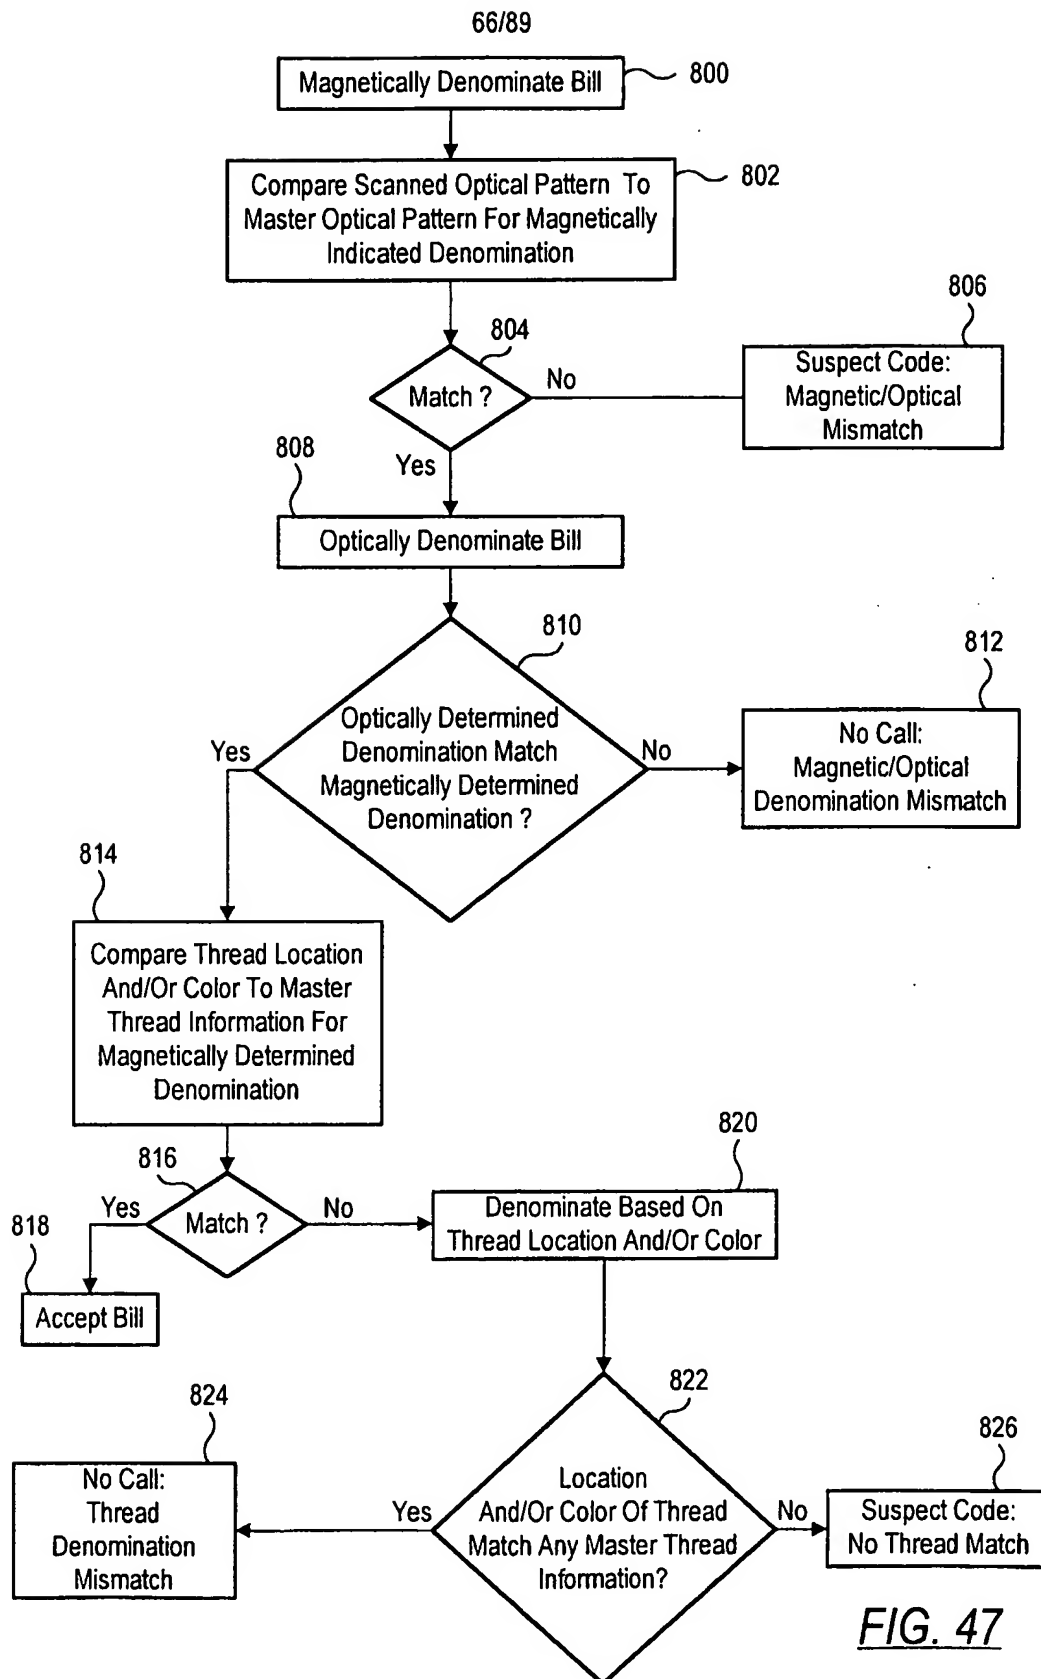 66/89
Magnetically Denominate Bill
800
Compare Scanned Optical Pattern To
Master Optical Pattern For Magnetically
Indicated Denomination
802
804
Match ?
No
Yes
806
Suspect Code:
Magnetic/Optical
Mismatch
808
Optically Denominate Bill
810
Optically Determined
Denomination Match
Magnetically Determined
Denomination ?
Yes
No
812
No Call:
Magnetic/Optical
Denomination Mismatch
814
Compare Thread Location
And/Or Color To Master
Thread Information For
Magnetically Determined
Denomination
816
Match ?
Yes
No
818
Accept Bill
820
Denominate Based On
Thread Location And/Or Color
822
Location
And/Or Color Of Thread
Match Any Master Thread
Information?
Yes
No
824
No Call:
Thread
Denomination
Mismatch
826
Suspect Code:
No Thread Match
FIG. 47